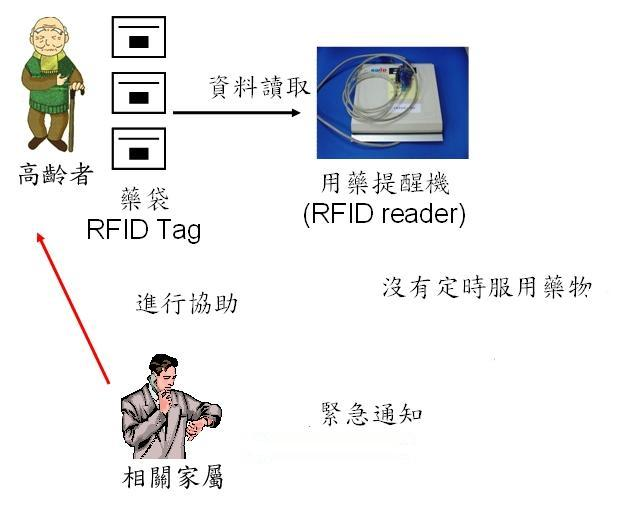 資料讀取
高齡者
藥袋
RFID Tag
用藥提醒機
(RFID reader)
進行協助
沒有定時服用藥物
緊急通知
相關家屬